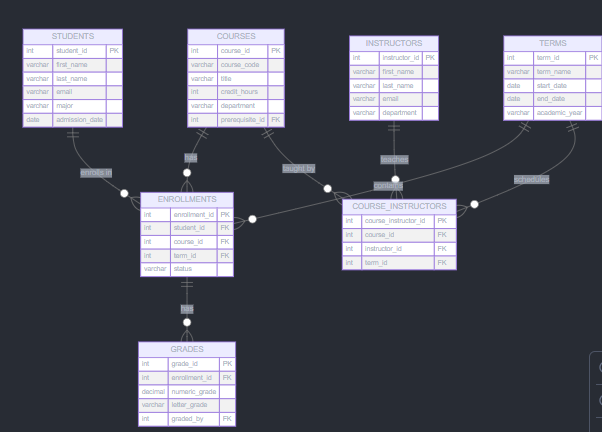 STUDENTS
int student_id PK
varchar first_name
varchar last_name
varchar email
varchar major
date admission_date
COURSES
int course_id PK
varchar course_code
varchar title
int credit_hours
varchar department
int prerequisite_id FK
INSTRUCTORS
int instructor_id PK
varchar first_name
varchar last_name
varchar email
varchar department
TERMS
int term_id PK
varchar term_name
date start_date
date end_date
varchar academic_year
enrolls in
has
taught by
teaches
contains
schedules
ENROLLMENTS
int enrollment_id PK
int student_id FK
int course_id FK
int term_id FK
varchar status
COURSE_INSTRUCTORS
int course_instructor_id PK
int course_id FK
int instructor_id FK
int term_id FK
has
GRADES
int grade_id PK
int enrollment_id FK
decimal numeric_grade
varchar letter_grade
int graded_by FK